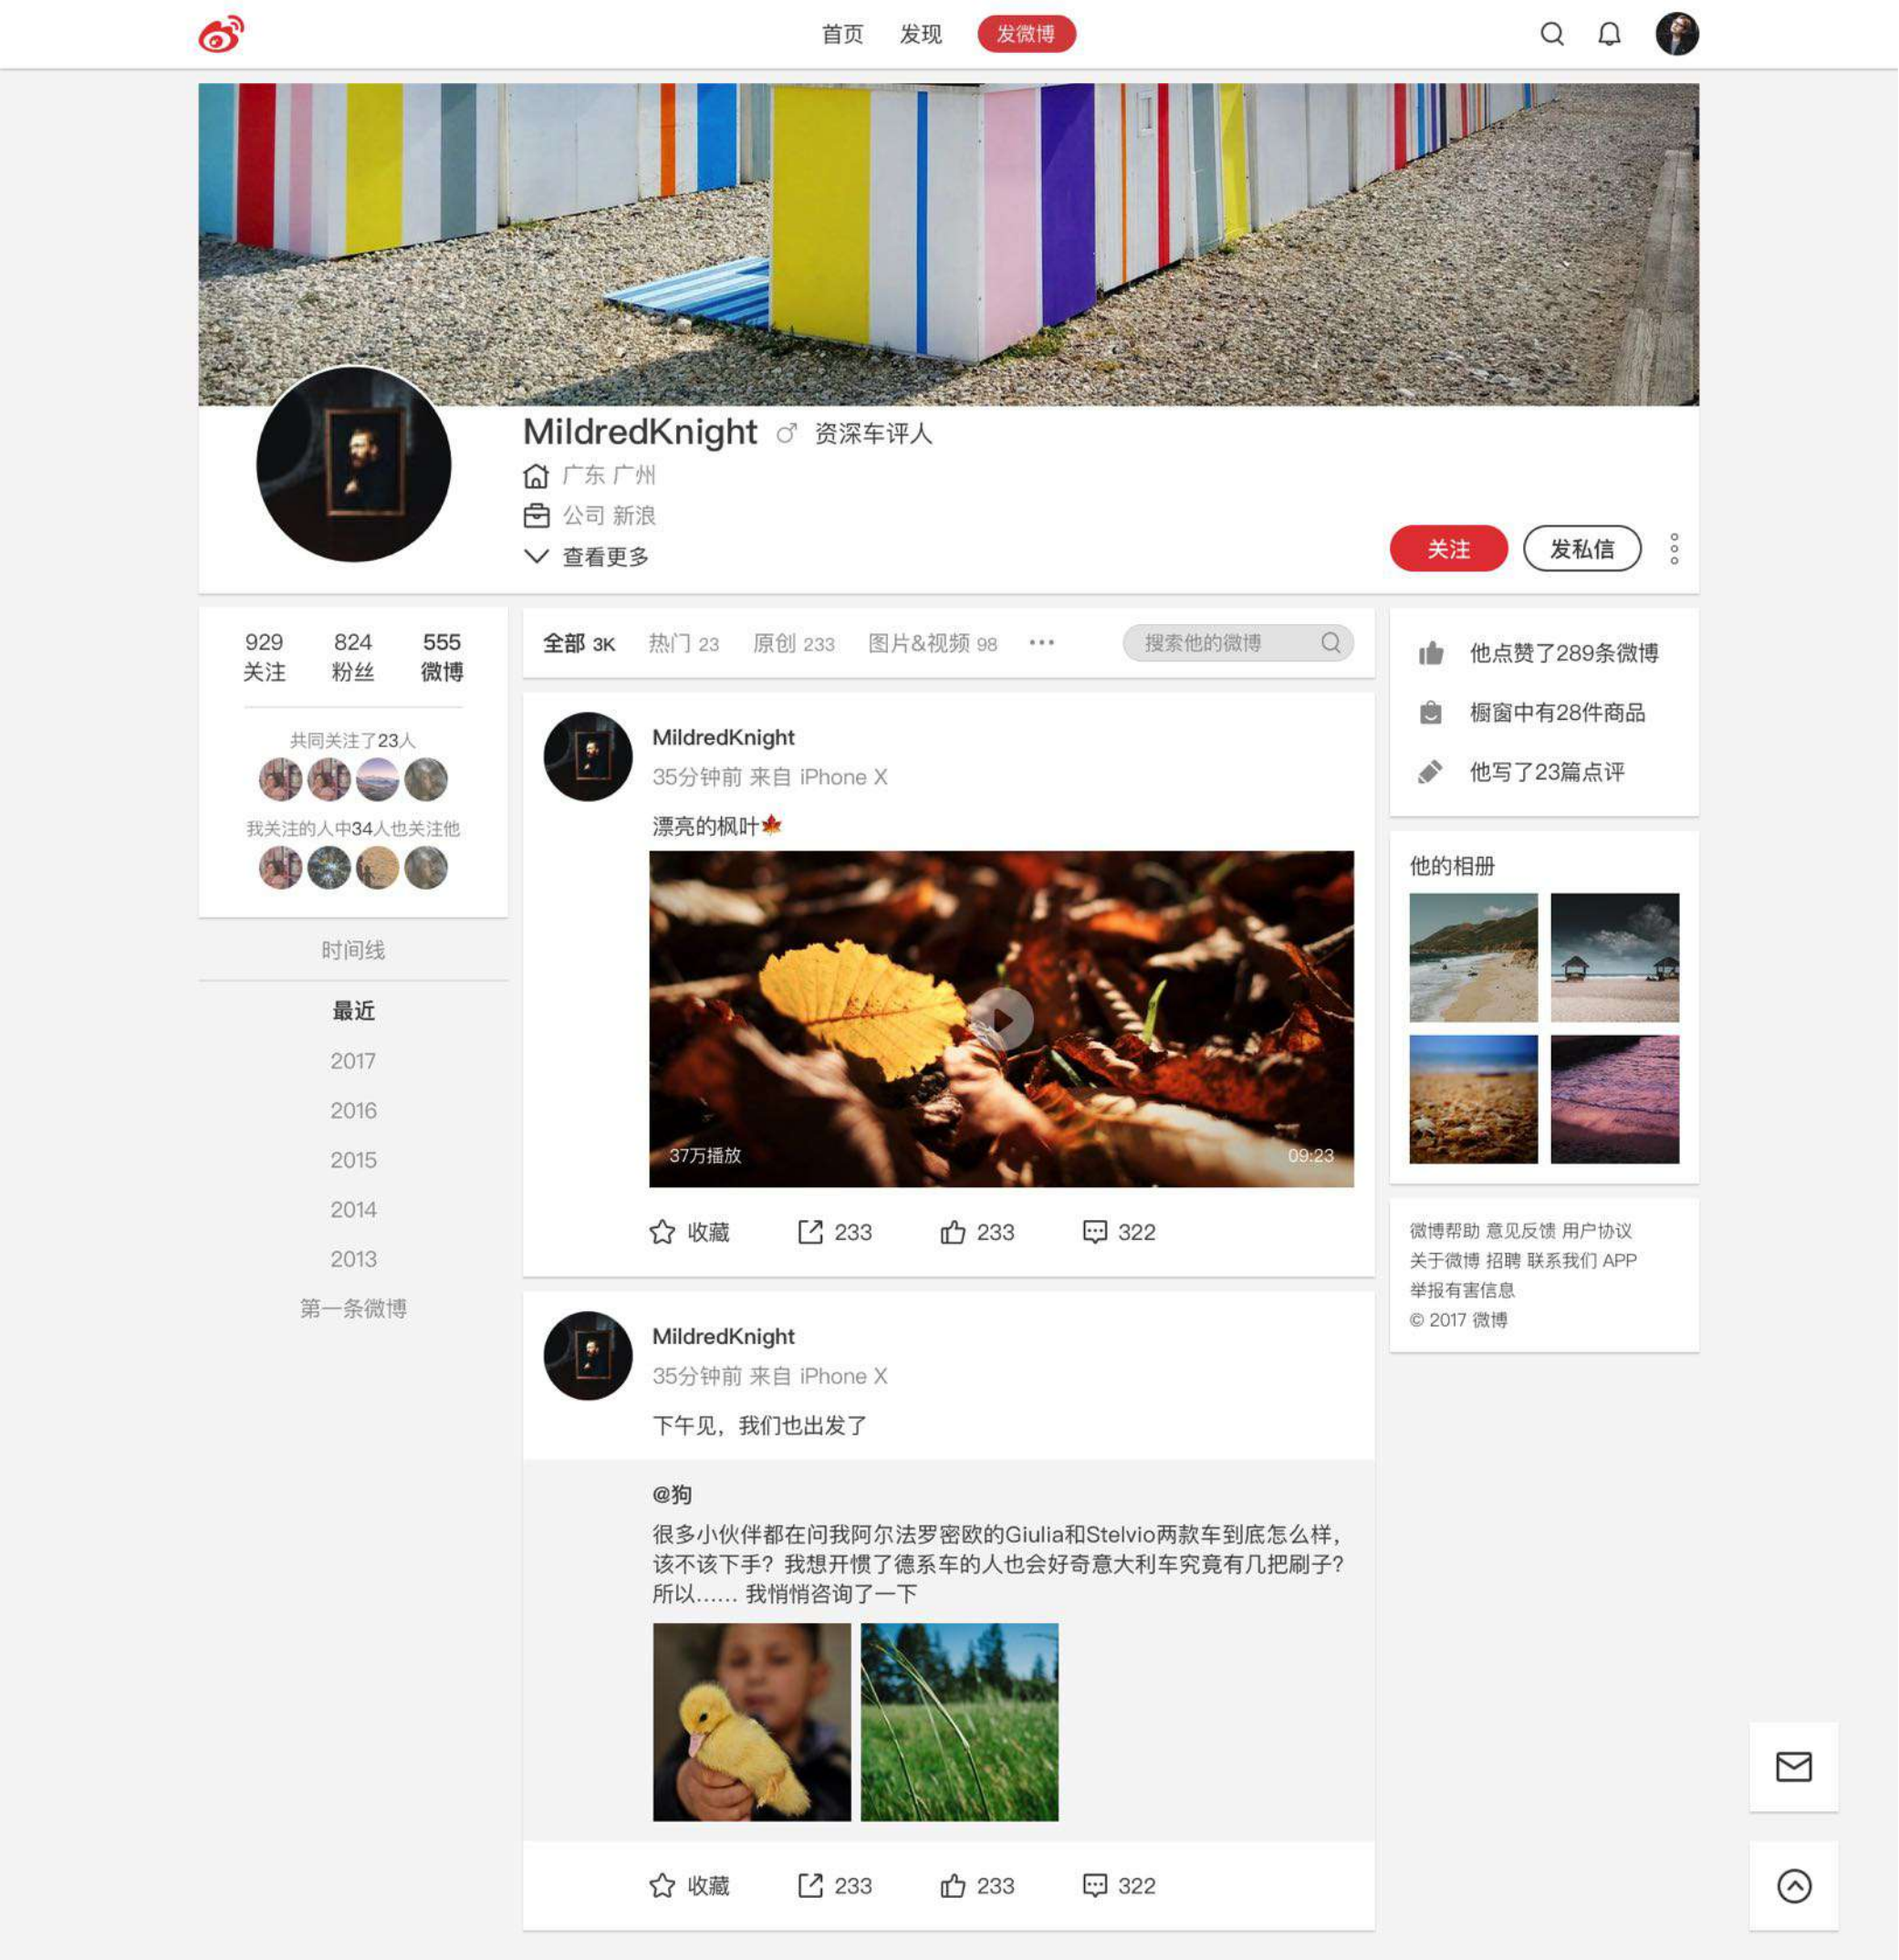 首页 发现 发微博
MildredKnight 资深车评人
广东 广州
公司 新浪
查看更多
关注 发私信
929 824 555
关注 粉丝 微博
共同关注了23人
我关注的人中34人也关注他
时间线
最近
2017
2016
2015
2014
2013
第一条微博
全部 3K 热门 23 原创 233 图片&视频 98 ••• 搜索他的微博
MildredKnight
35分钟前 来自 iPhone X
漂亮的枫叶🍁
37万播放 09:23
收藏 233 233 322
MildredKnight
35分钟前 来自 iPhone X
下午见，我们也出发了
@狗
很多小伙伴都在问我阿尔法罗密欧的Giulia和Stelvio两款车到底怎么样，
该不该下手？我想开惯了德系车的人也会好奇意大利车究竟有几把刷子？
所以...... 我悄悄咨询了一下
收藏 233 233 322
他点赞了289条微博
橱窗中有28件商品
他写了23篇点评
他的相册
微博帮助 意见反馈 用户协议
关于微博 招聘 联系我们 APP
举报有害信息
© 2017 微博